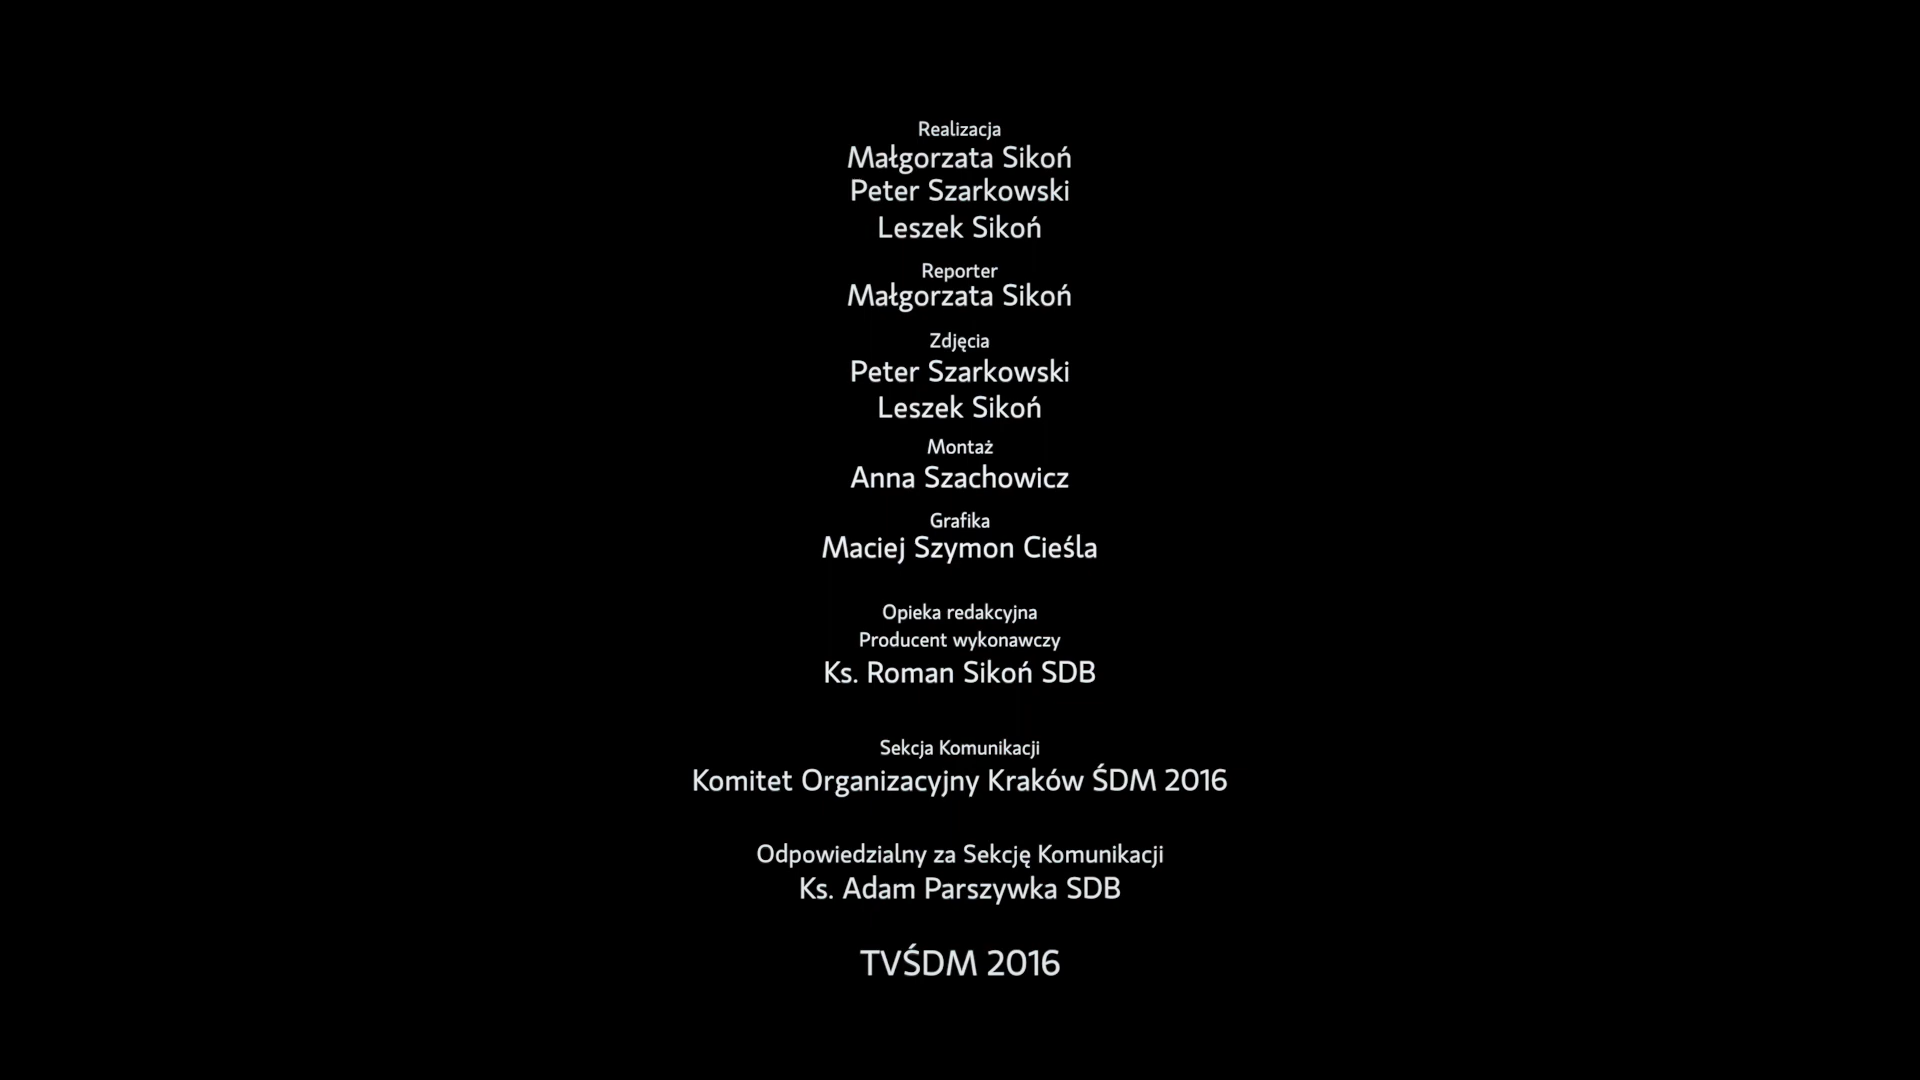 Realizacja
Małgorzata Sikoń
Peter Szarkowski
Leszek Sikoń
Reporter
Małgorzata Sikoń
Zdjęcia
Peter Szarkowski
Leszek Sikoń
Montaż
Anna Szachowicz
Grafika
Maciej Szymon Cieśla
Opieka redakcyjna
Producent wykonawczy
Ks. Roman Sikoń SDB
Sekcja Komunikacji
Komitet Organizacyjny Kraków ŚDM 2016
Odpowiedzialny za Sekcję Komunikacji
Ks. Adam Parszywka SDB
TVŚDM 2016